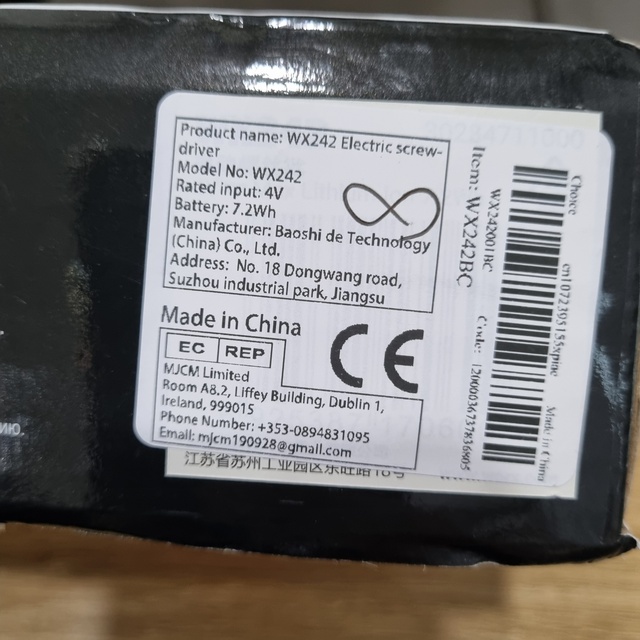 Product name: WX242 Electric screw-
driver
Model No: WX242
Rated input: 4V
Battery: 7.2Wh
Manufacturer: Baoshi de Technology
(China) Co., Ltd.
Address: No. 18 Dongwang road,
Suzhou industrial park, Jiangsu
Made in China
EC REP
CE
MJCM Limited
Room A8.2, Liffey Building, Dublin 1,
Ireland, 999015
Phone Number: +353-0894831095
Email: mjcm190928@gmail.com
江苏省苏州工业园区东旺路18号
Item: WX242BC
Code: 12000036737836905
WX242001BC
Choice
cn1072395155xpine
Made in China